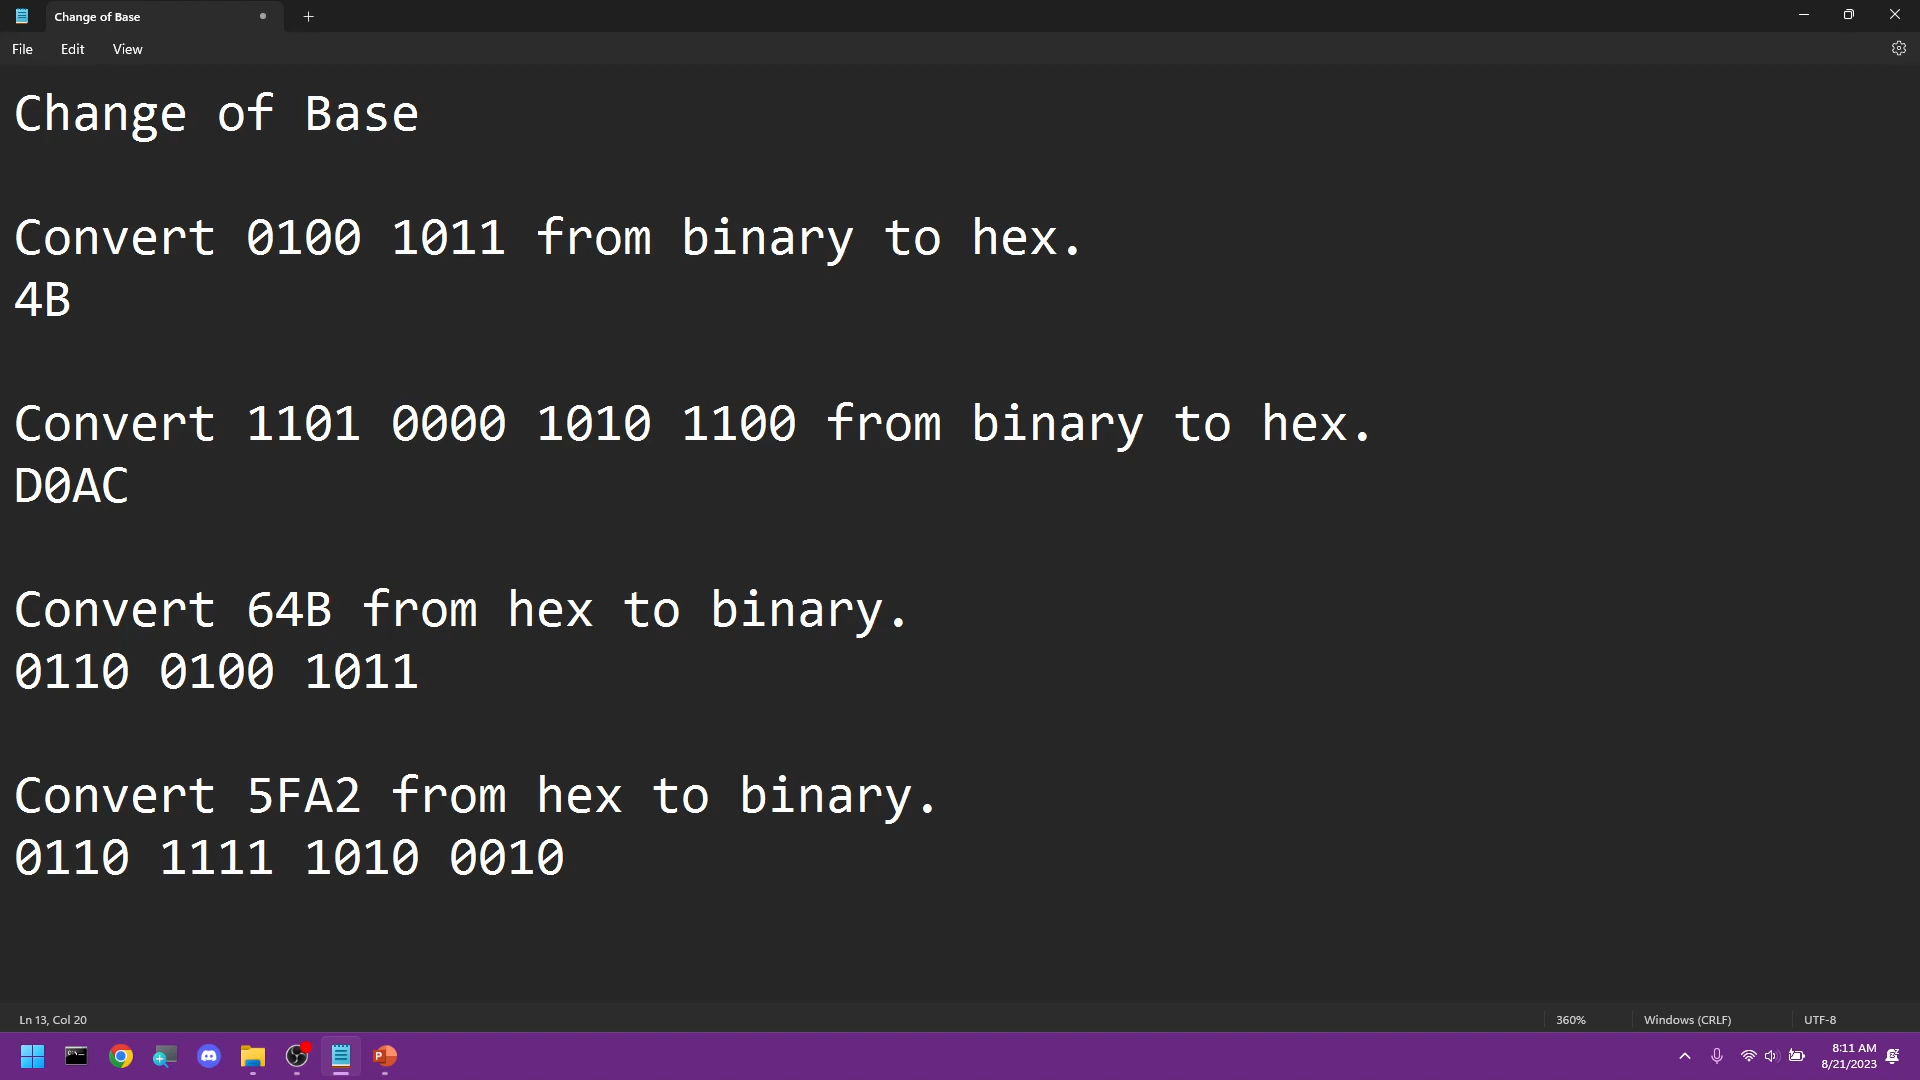 Change of Base
File Edit View
Change of Base
Convert 0100 1011 from binary to hex.
4B
Convert 1101 0000 1010 1100 from binary to hex.
D0AC
Convert 64B from hex to binary.
0110 0100 1011
Convert 5FA2 from hex to binary.
0110 1111 1010 0010
Ln 13, Col 20 360% Windows (CRLF) UTF-8
8:11 AM
8/21/2023